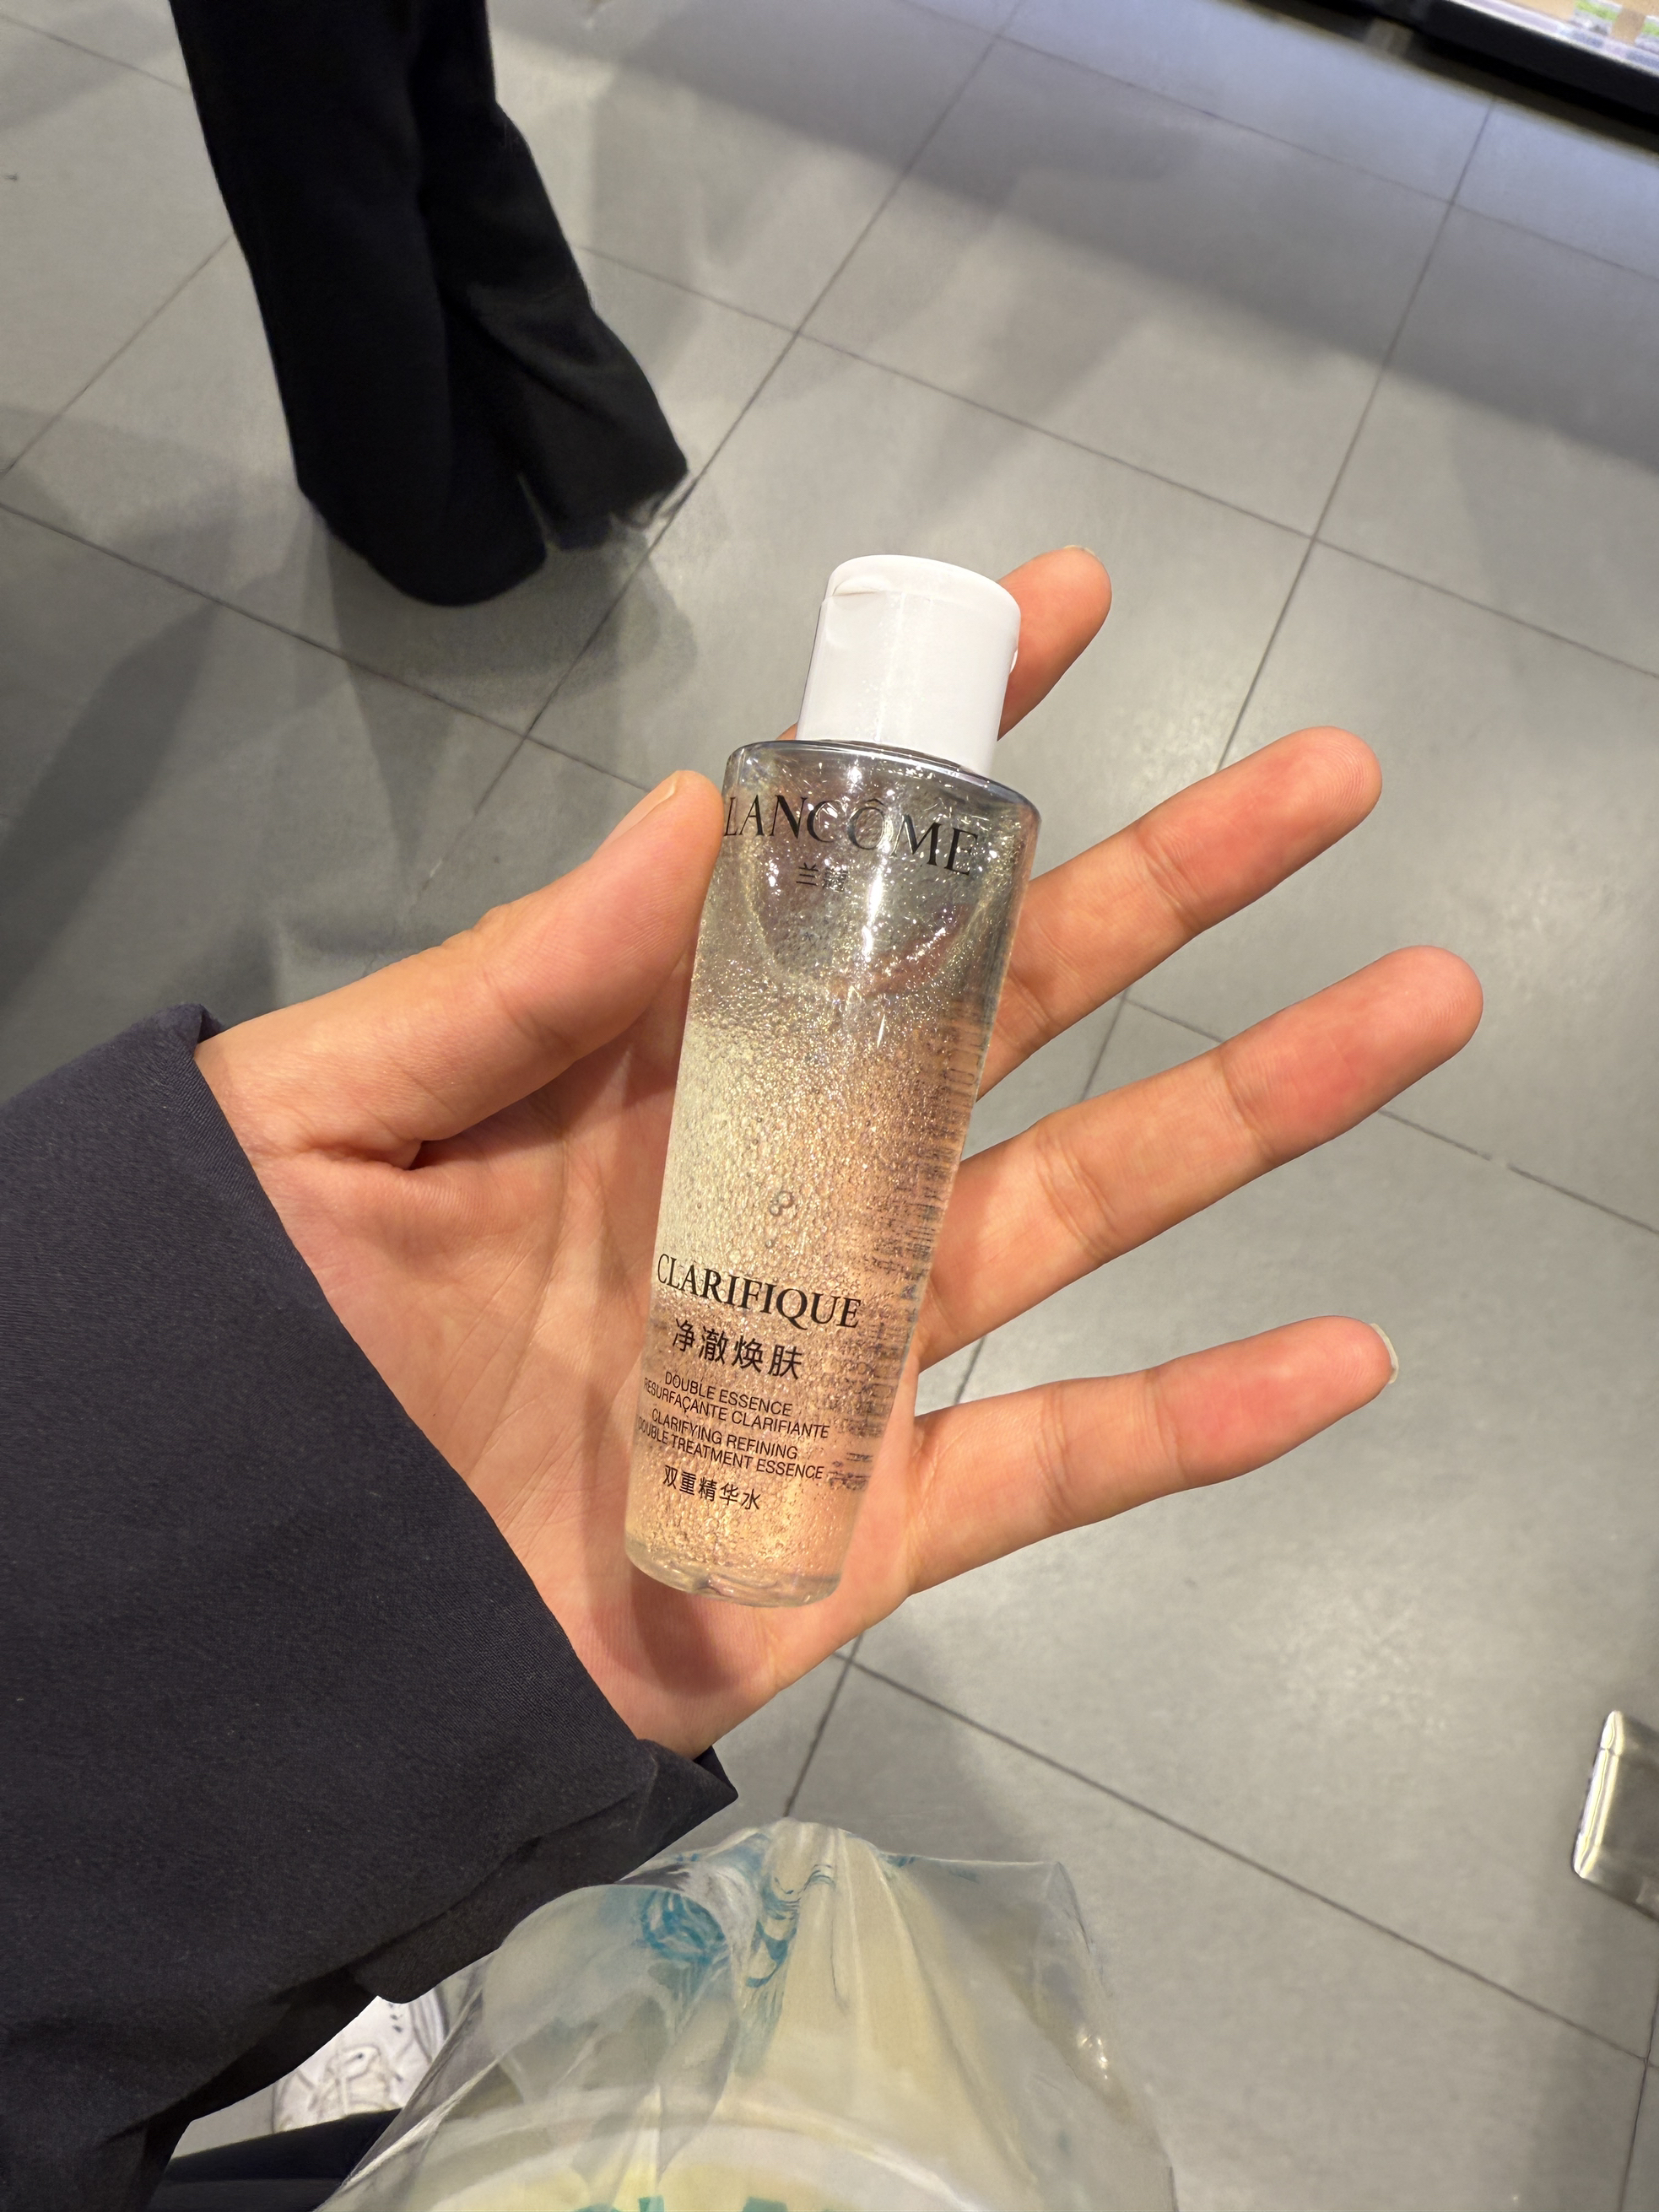 LANCÔME
兰蔻
CLARIFIQUE
净澈焕肤
DOUBLE ESSENCE
RESURFAÇANTE CLARIFIANTE
CLARIFYING REFINING
DOUBLE TREATMENT ESSENCE
双重精华水